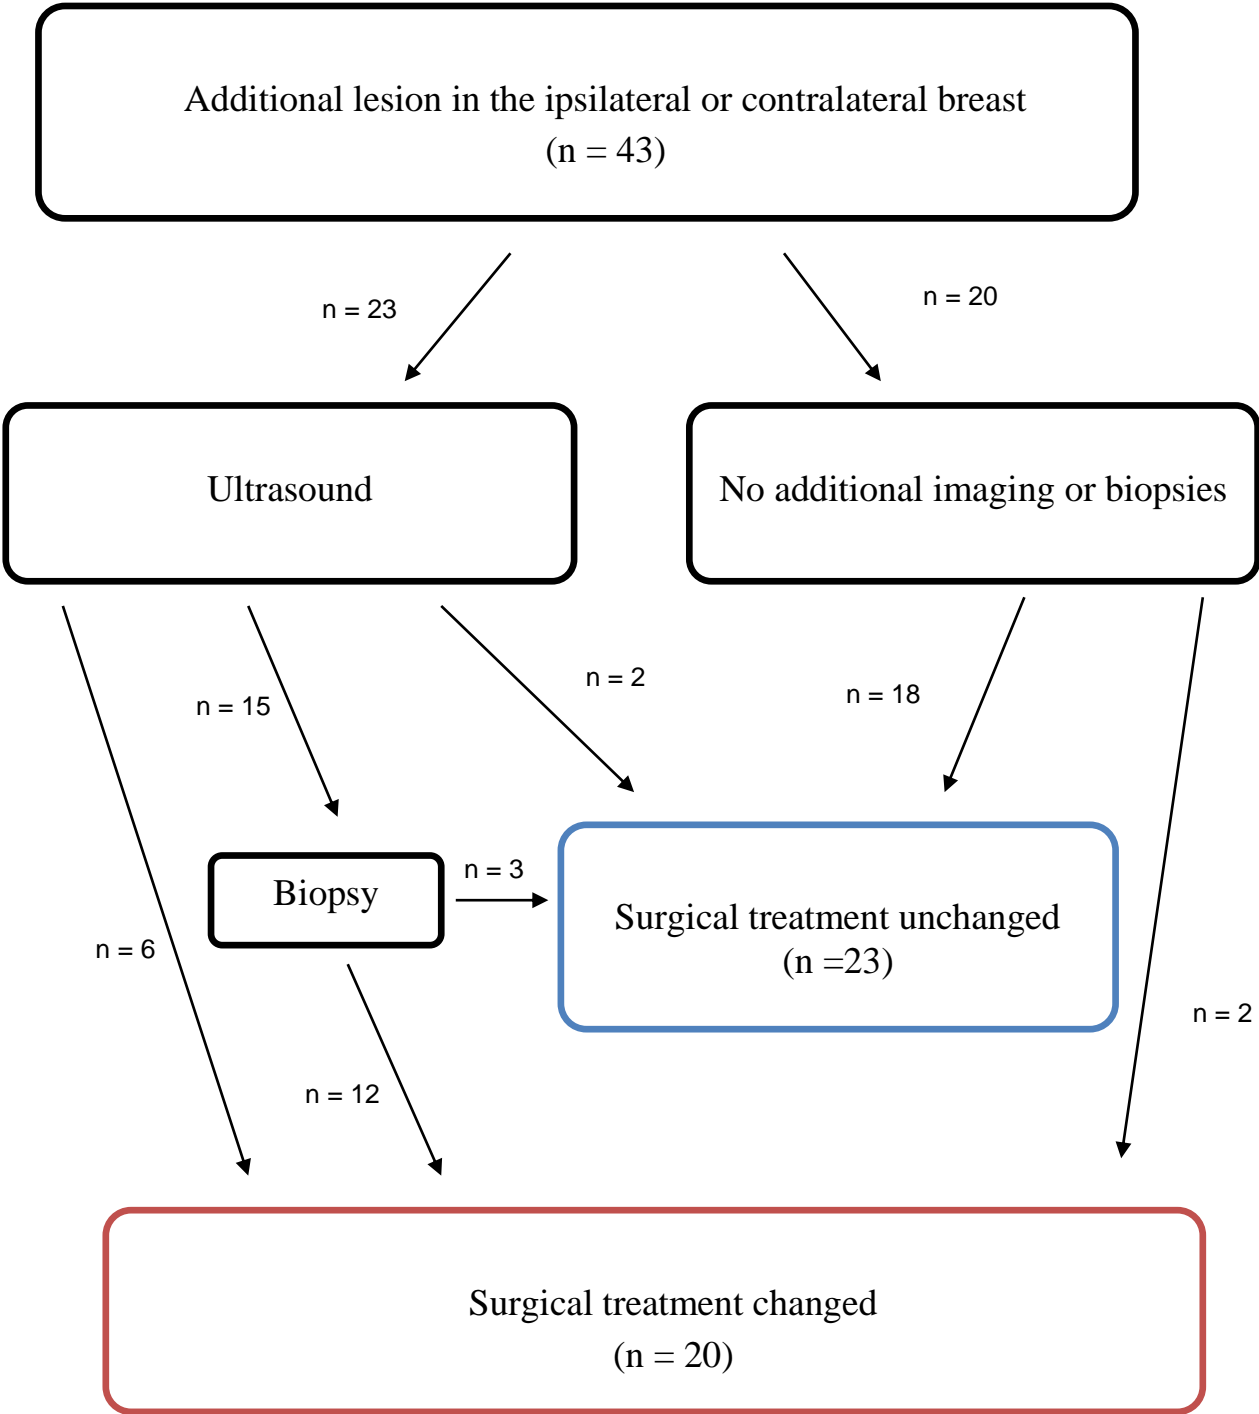 Additional lesion in the ipsilateral or contralateral breast
(n = 43)
n = 23
n = 20
Ultrasound
No additional imaging or biopsies
n = 15
n = 2
n = 18
Biopsy
n = 3
Surgical treatment unchanged
(n =23)
n = 6
n = 2
n = 12
Surgical treatment changed
(n = 20)